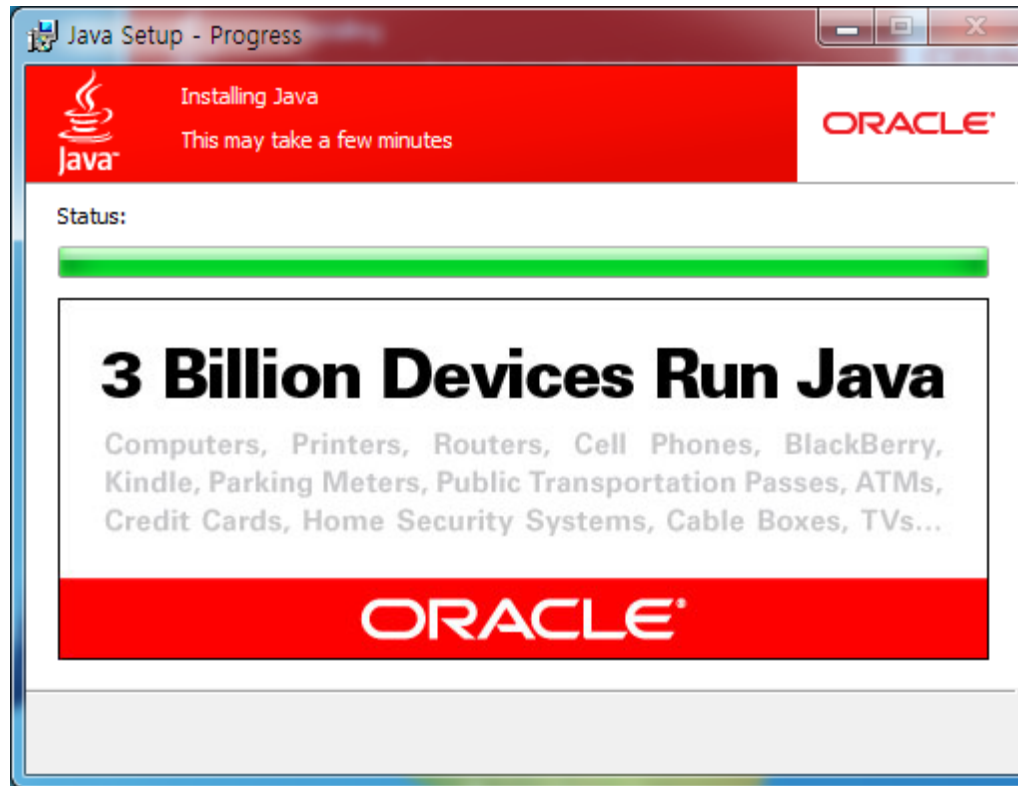 Java Setup - Progress
Installing Java
This may take a few minutes
Java
ORACLE
Status:
3 Billion Devices Run Java
Computers, Printers, Routers, Cell Phones, BlackBerry,
Kindle, Parking Meters, Public Transportation Passes, ATMs,
Credit Cards, Home Security Systems, Cable Boxes, TVs...
ORACLE®